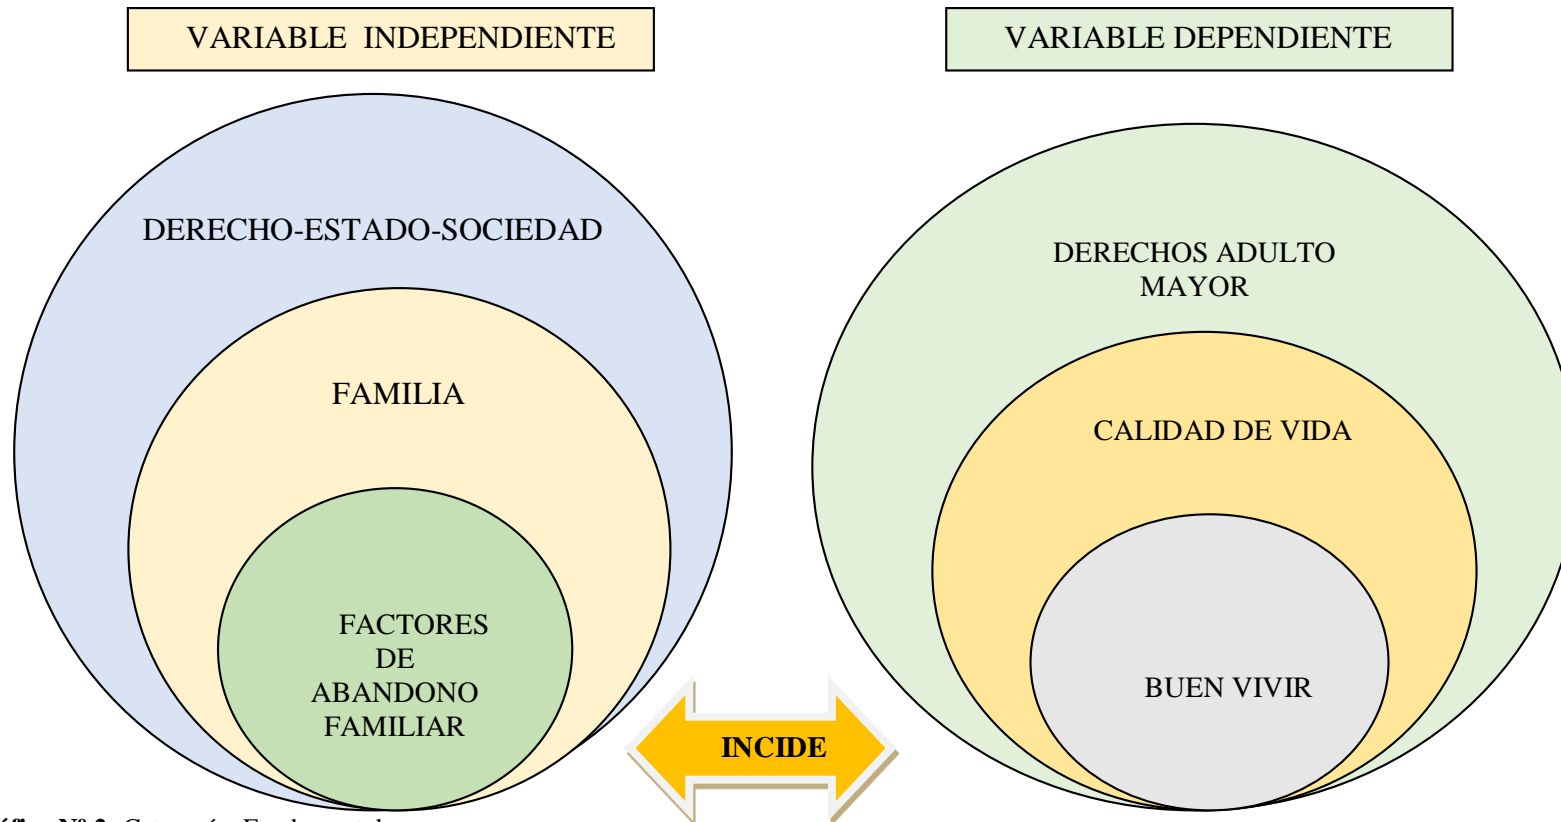 VARIABLE INDEPENDIENTE
VARIABLE DEPENDIENTE
DERECHO-ESTADO-SOCIEDAD
FAMILIA
FACTORES
DE
ABANDONO
FAMILIAR
DERECHOS ADULTO
MAYOR
CALIDAD DE VIDA
BUEN VIVIR
INCIDE